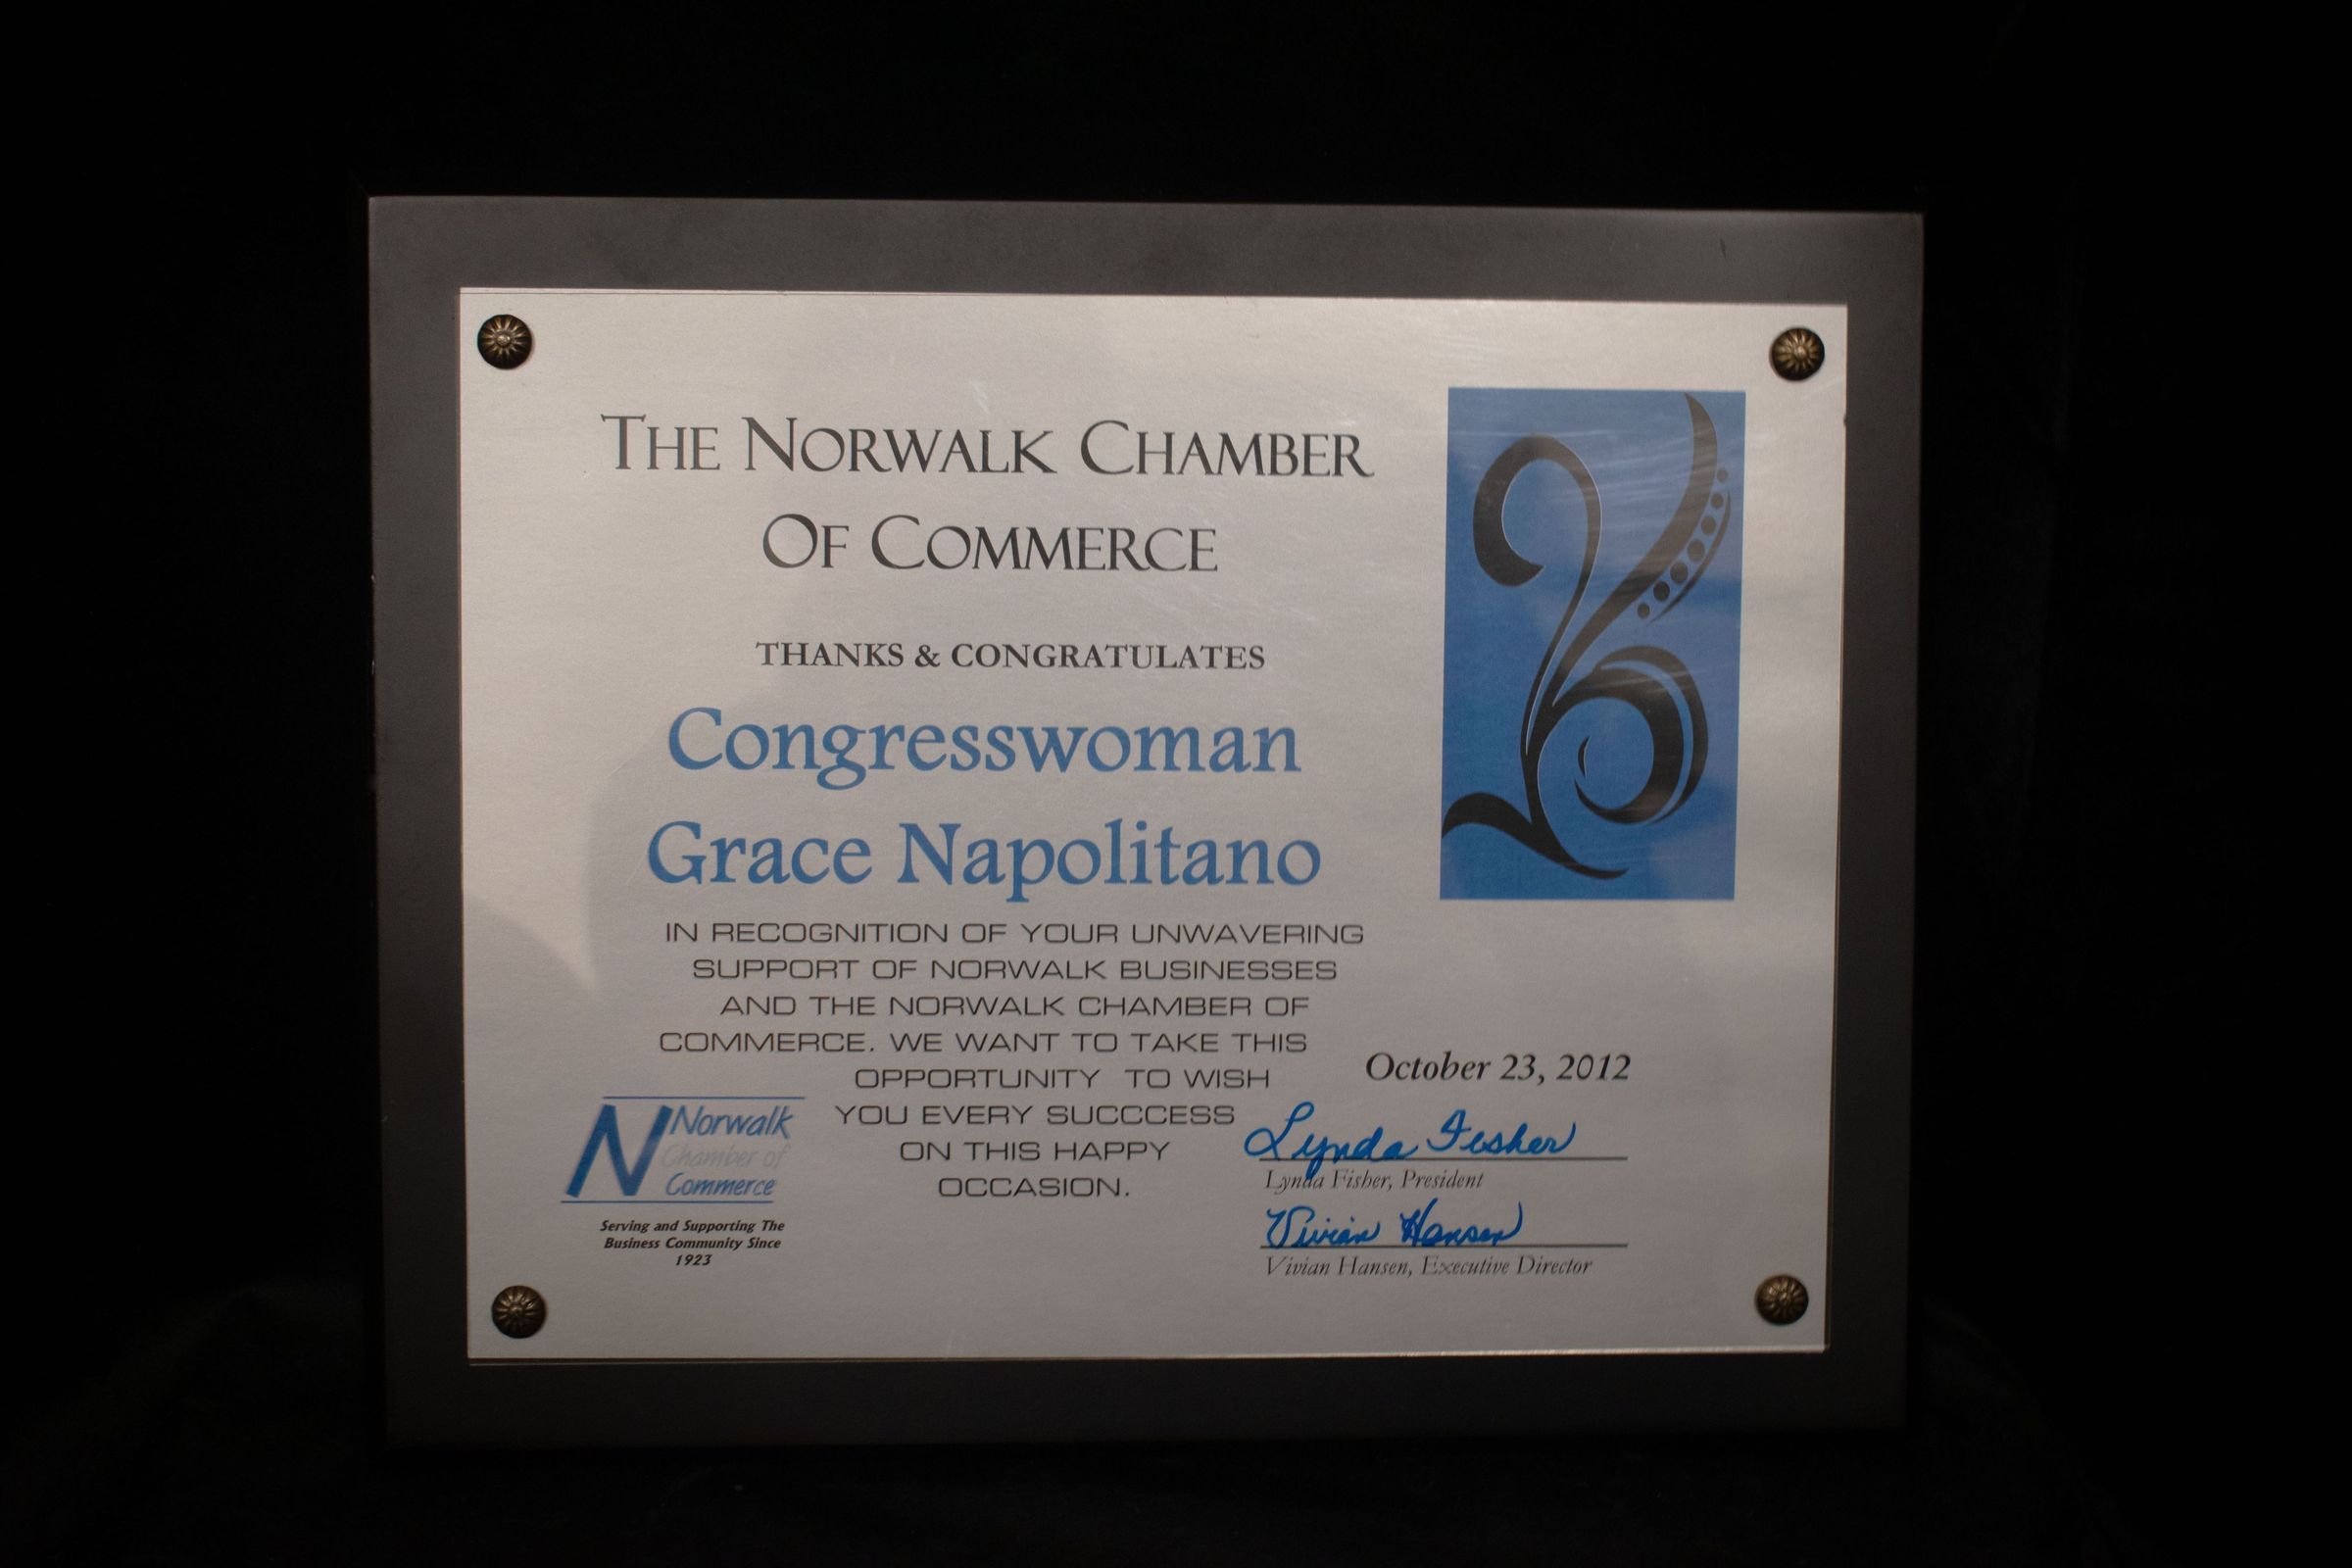 THE NORWALK CHAMBER
OF COMMERCE
THANKS & CONGRATULATES
Congresswoman
Grace Napolitano
IN RECOGNITION OF YOUR UNWAVERING
SUPPORT OF NORWALK BUSINESSES
AND THE NORWALK CHAMBER OF
COMMERCE. WE WANT TO TAKE THIS
OPPORTUNITY TO WISH
YOU EVERY SUCCCESS
ON THIS HAPPY
OCCASION.
Norwalk
Chamber of
Commerce
Serving and Supporting The
Business Community Since
1923
October 23, 2012
Lynda Fisher
Lynda Fisher, President
Vivian Hansen
Vivian Hansen, Executive Director